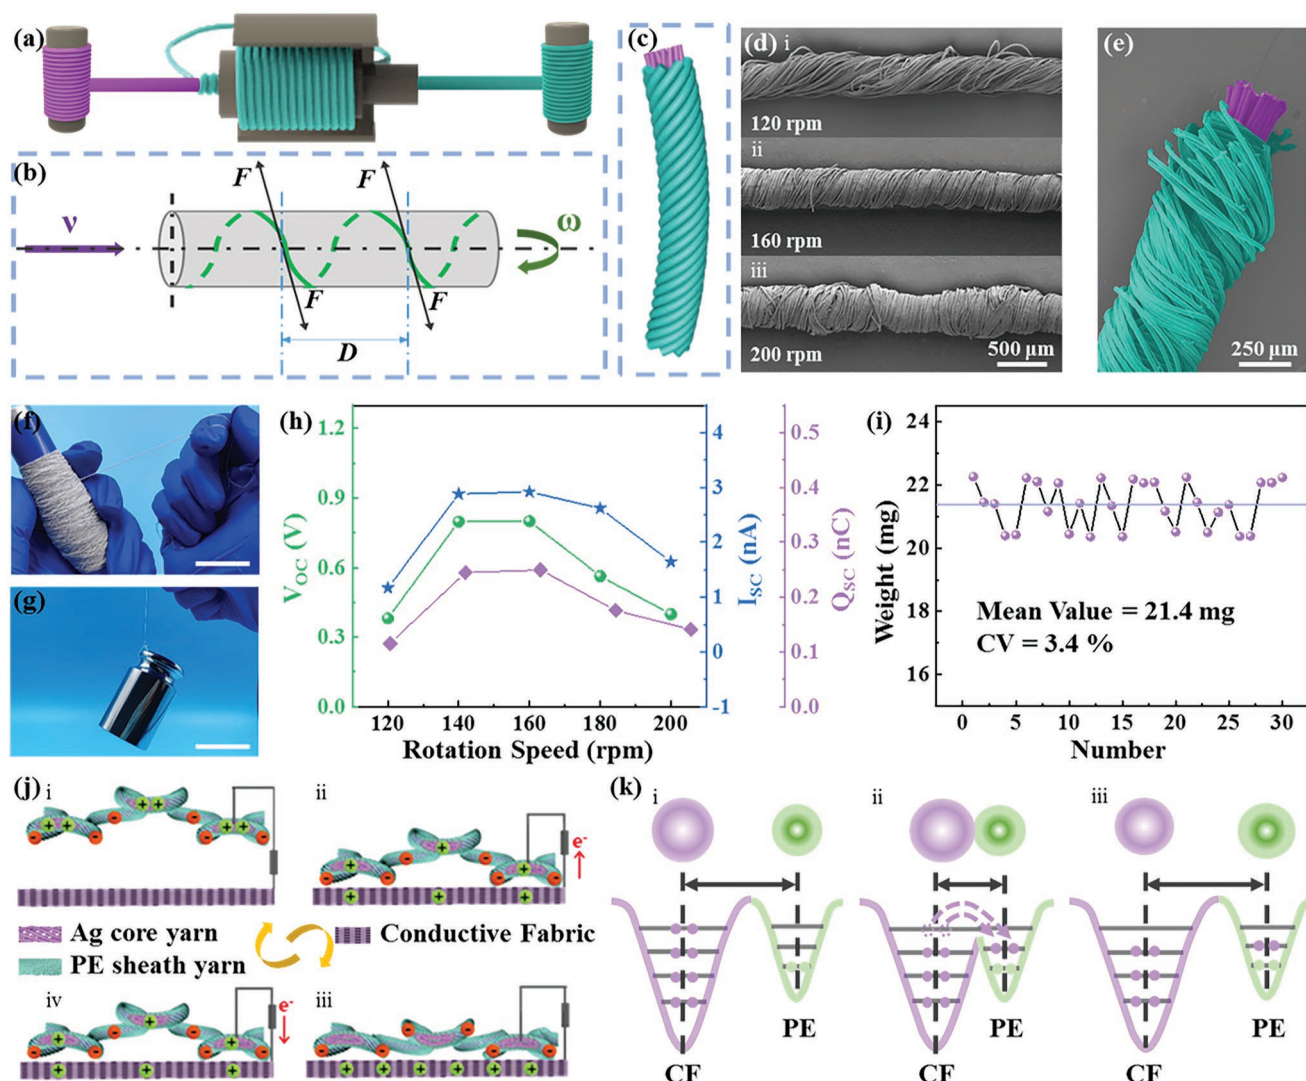 (a)
(b)
ν
F
F
F
F
ω
D
(c)
(d) i
120 rpm
ii
160 rpm
iii
200 rpm
500 μm
(e)
250 μm
(f)
(g)
(h)
1.2
0.9
0.6
0.3
0.0
VOC (V)
120 140 160 180 200
Rotation Speed (rpm)
4
3
2
1
0
-1
ISC (nA)
0.5
0.4
0.3
0.2
0.1
0.0
QSC (nC)
(i)
24
22
20
18
16
Weight (mg)
Mean Value = 21.4 mg
CV = 3.4 %
0 5 10 15 20 25 30
Number
(j)
i
ii
e-
Ag core yarn
PE sheath yarn
Conductive Fabric
iv
e-
iii
(k)
i
ii
iii
PE
PE
PE
CF
CF
CF